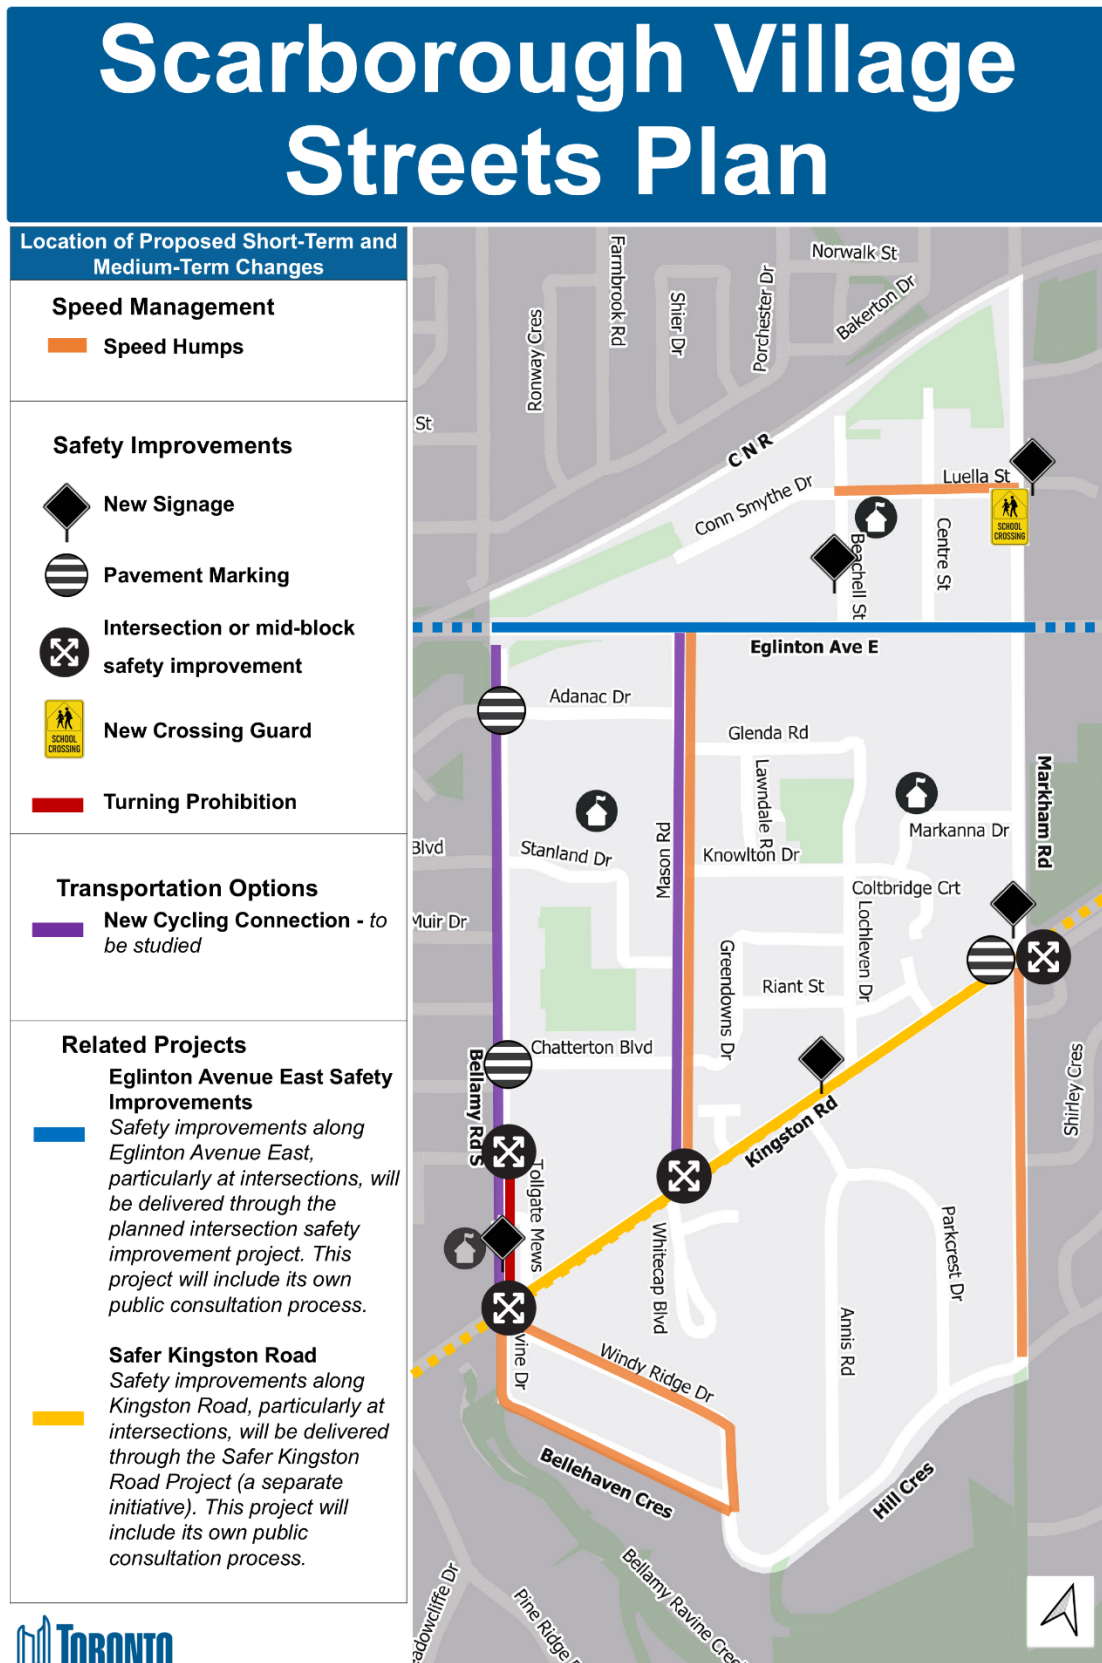 Scarborough Village
Streets Plan
Location of Proposed Short-Term and
Medium-Term Changes
Speed Management
Speed Humps
Safety Improvements
New Signage
Pavement Marking
Intersection or mid-block
safety improvement
SCHOOL
CROSSING
New Crossing Guard
Turning Prohibition
Transportation Options
New Cycling Connection - to
be studied
Related Projects
Eglinton Avenue East Safety
Improvements
Safety improvements along
Eglinton Avenue East,
particularly at intersections, will
be delivered through the
planned intersection safety
improvement project. This
project will include its own
public consultation process.
Safer Kingston Road
Safety improvements along
Kingston Road, particularly at
intersections, will be delivered
through the Safer Kingston
Road Project (a separate
initiative). This project will
include its own public
consultation process.
TORONTO
Norwalk St
Farmbrook Rd
Shier Dr
Porchester Dr
Bakerton Dr
Ronway Cres
St
CNR
Luella St
Conn Smythe Dr
SCHOOL
CROSSING
Centre St
Beachell St
Eglinton Ave E
Adanac Dr
Glenda Rd
Lawndale R
Markham Rd
Markanna Dr
Mason Rd
Blvd
Stanland Dr
Knowlton Dr
Coltbridge Crt
Muir Dr
Lochleven Dr
Greendowns Dr
Riant St
Chatterton Blvd
Bellamy Rd S
Kingston Rd
Shirley Cres
Tollgate Mews
Whitecap Blvd
Parkcrest Dr
Annis Rd
vine Dr
Windy Ridge Dr
Bellehaven Cres
Hill Cres
Bellamy Ravine Cree
Pine Ridge
adowcliffe Dr